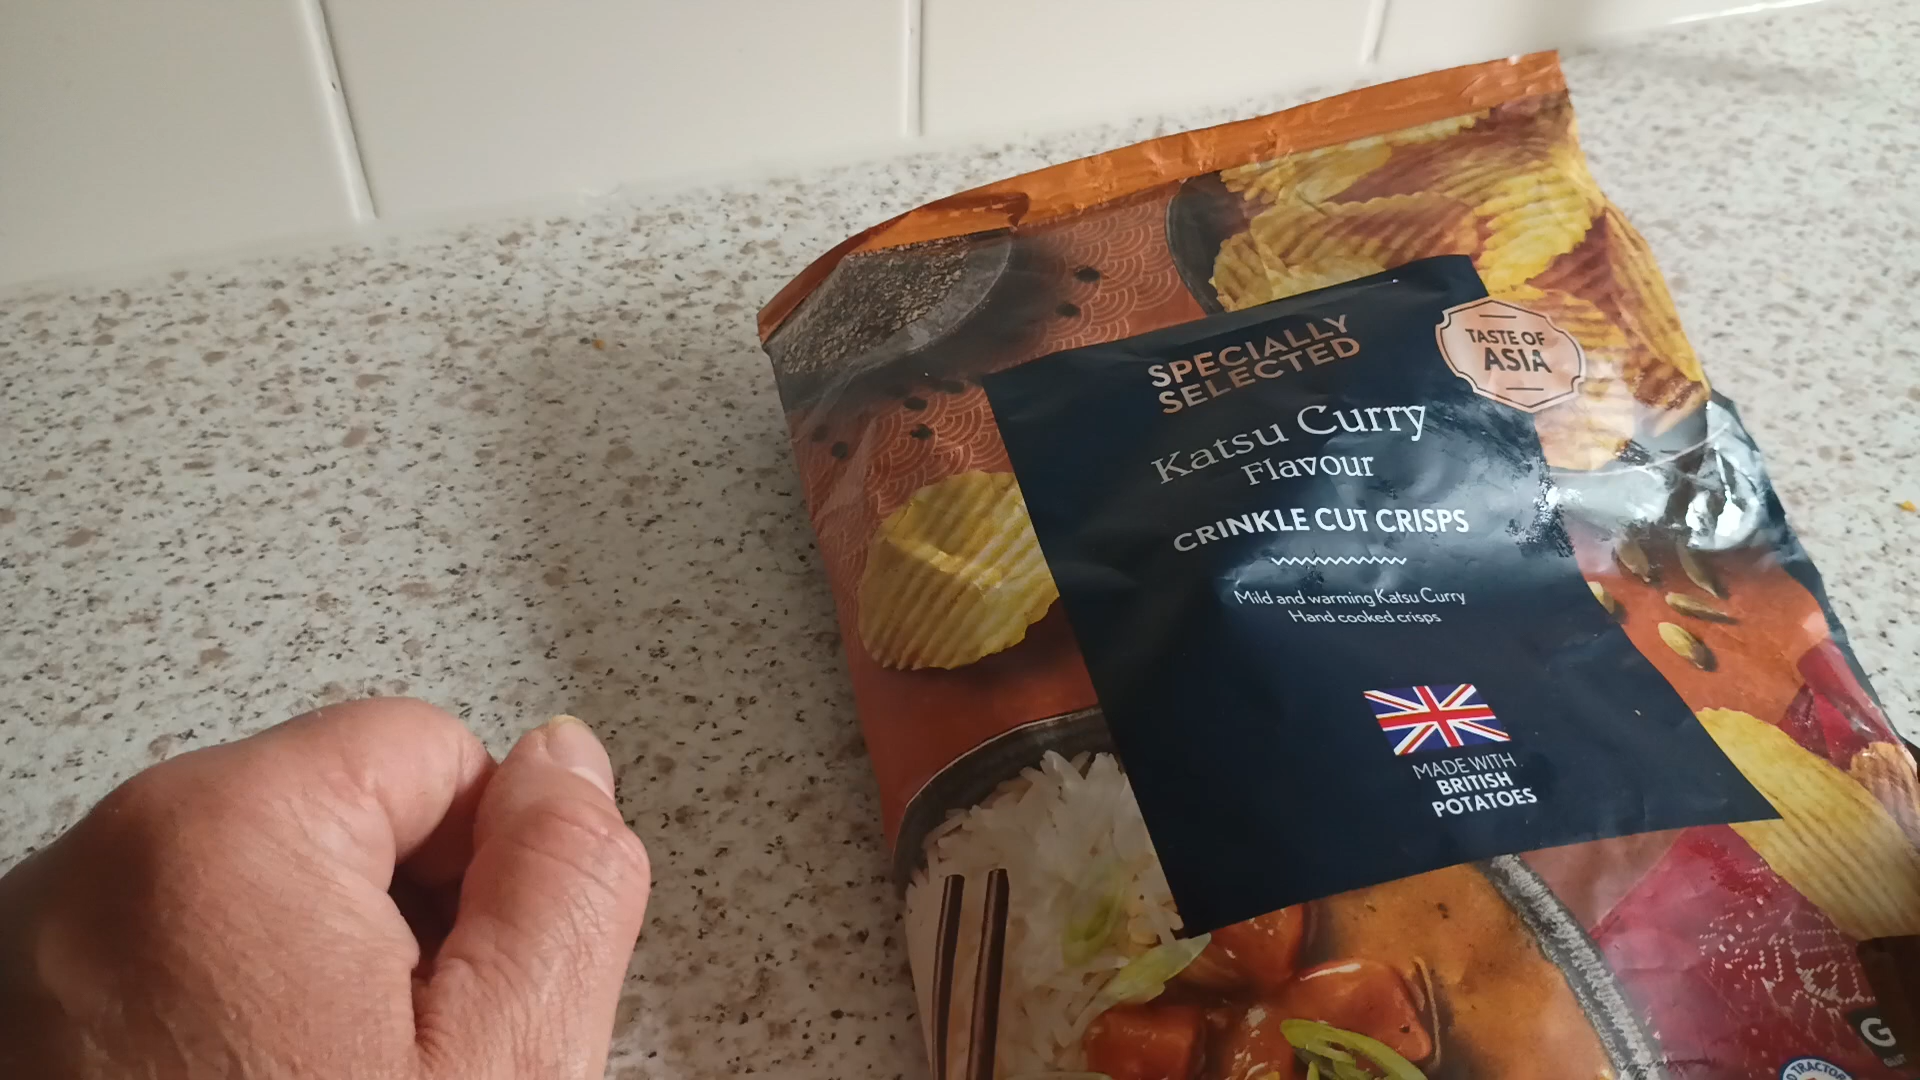 SPECIALLY
SELECTED
TASTE OF
ASIA
Katsu Curry
Flavour
CRINKLE CUT CRISPS
Mild and warming Katsu Curry
Hand cooked crisps
MADE WITH
BRITISH
POTATOES
G
TRACTOR